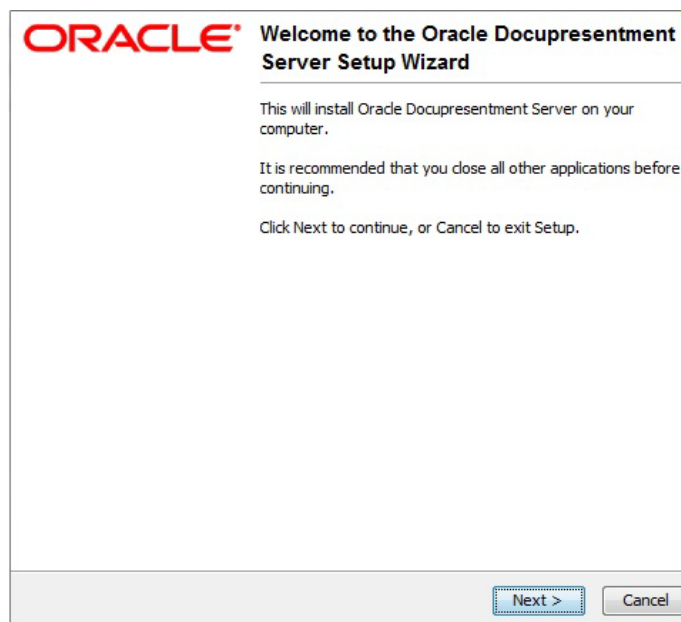 ORACLE®
Welcome to the Oracle Docupresentment
Server Setup Wizard
This will install Oracle Docupresentment Server on your
computer.
It is recommended that you close all other applications before
continuing.
Click Next to continue, or Cancel to exit Setup.
Next >
Cancel